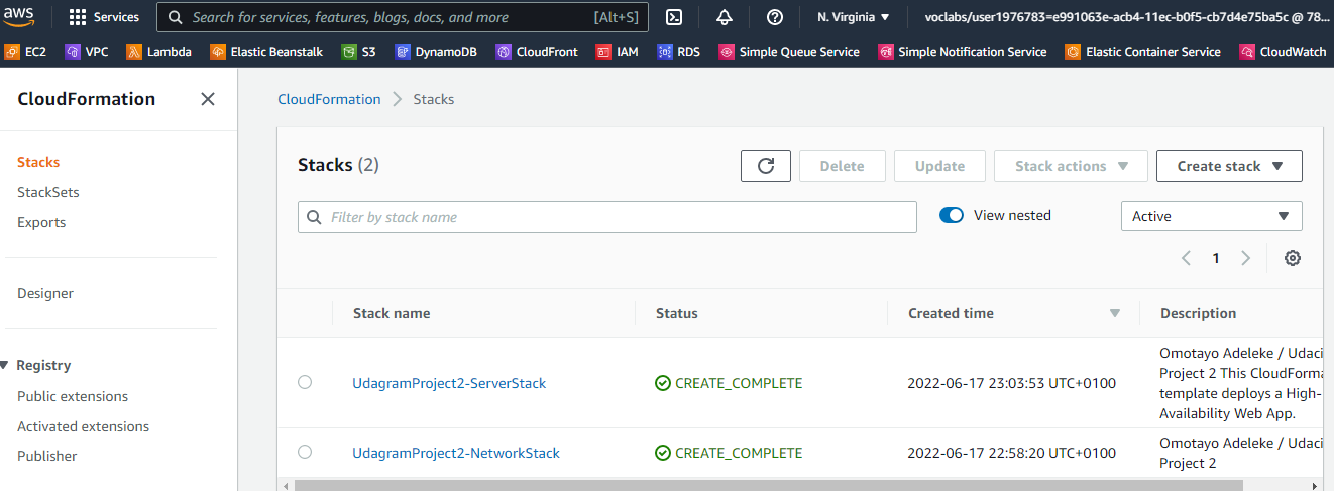 aws
Services
Search for services, features, blogs, docs, and more
[Alt+S]
N. Virginia
voclabs/user1976783=e991063e-acb4-11ec-b0f5-cb7d4e75ba5c @ 78...
EC2 VPC Lambda Elastic Beanstalk S3 DynamoDB CloudFront IAM RDS Simple Queue Service Simple Notification Service Elastic Container Service CloudWatch
CloudFormation
Stacks
StackSets
Exports
Designer
Registry
Public extensions
Activated extensions
Publisher
CloudFormation Stacks
Stacks (2)
Delete
Update
Stack actions
Create stack
Filter by stack name
View nested
Active
1
Stack name Status Created time Description
UdagramProject2-ServerStack CREATE_COMPLETE 2022-06-17 23:03:53 UTC+0100
Omotayo Adeleke / Udaci
Project 2 This CloudForma
template deploys a High-
Availability Web App.
UdagramProject2-NetworkStack CREATE_COMPLETE 2022-06-17 22:58:20 UTC+0100
Omotayo Adeleke / Udaci
Project 2